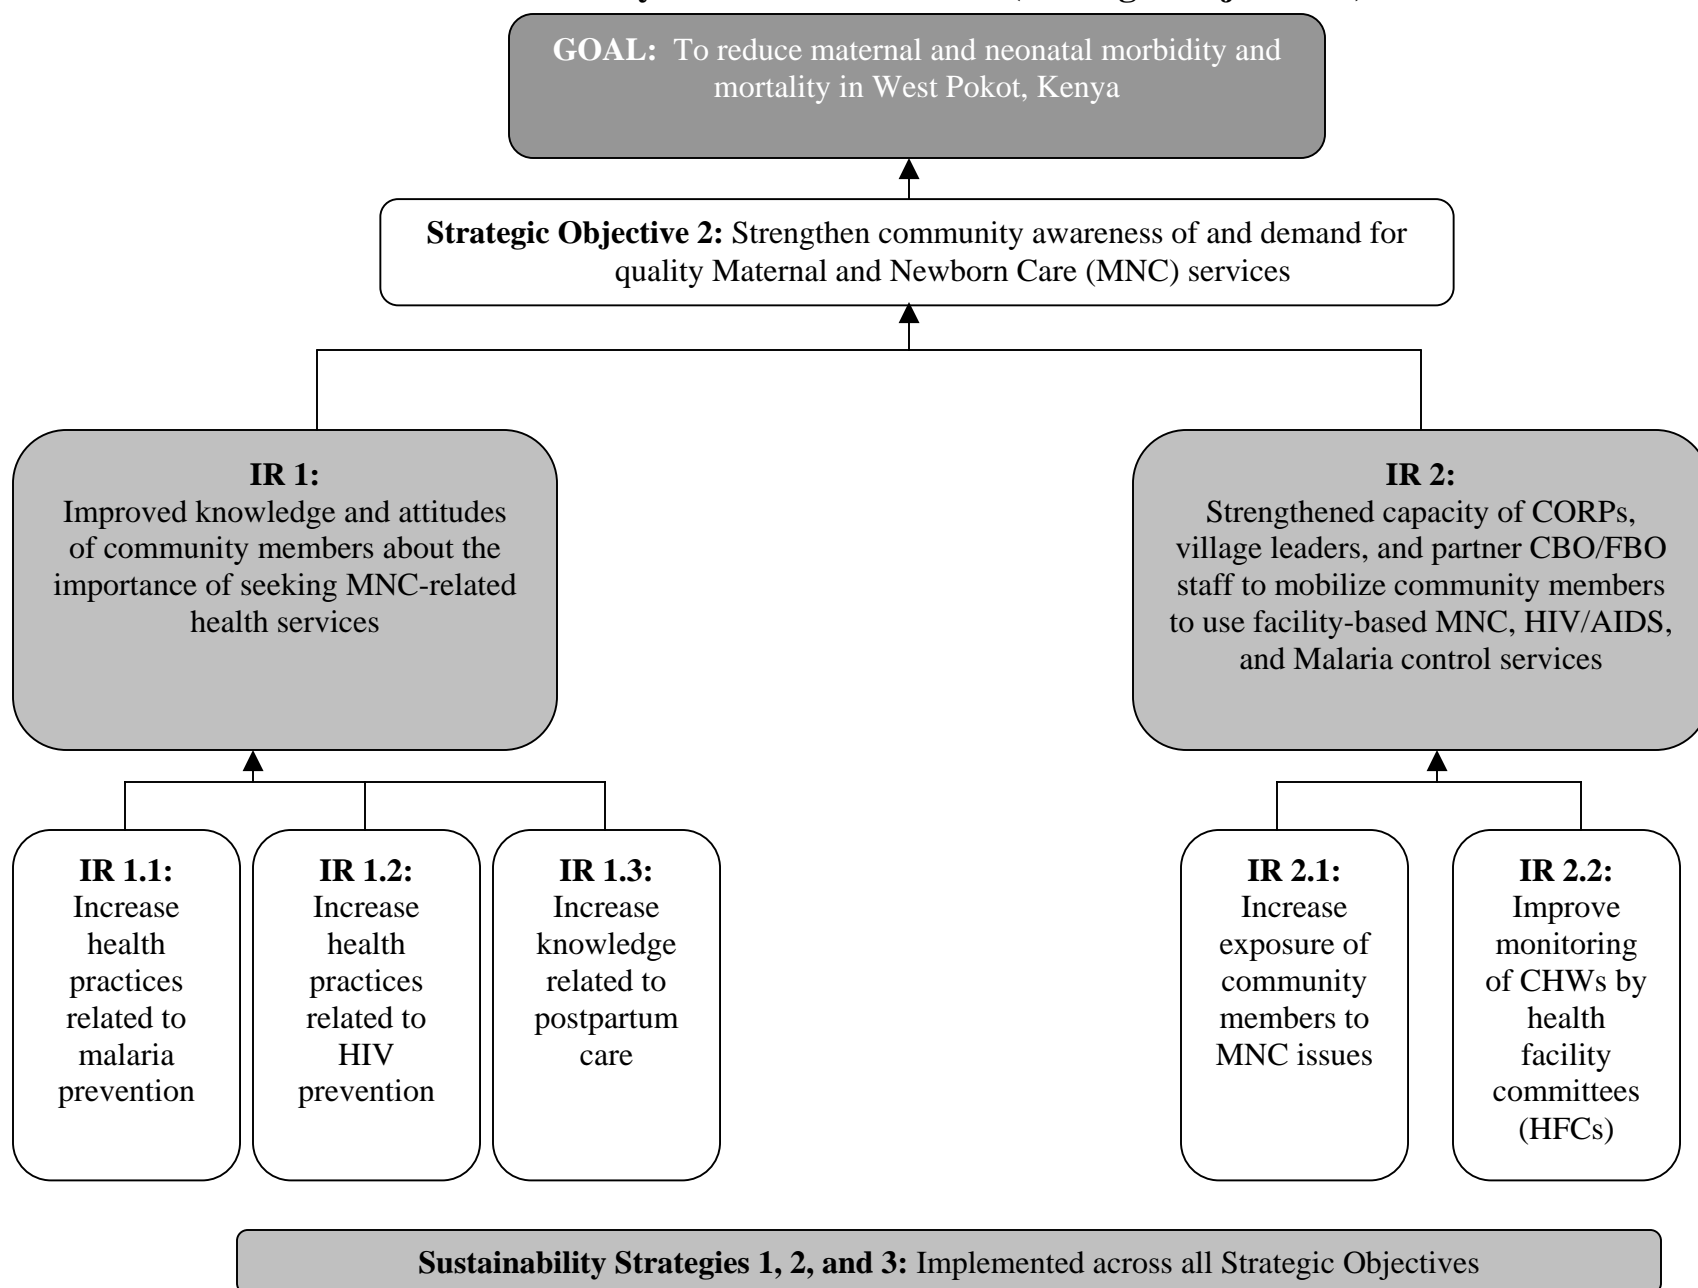 GOAL: To reduce maternal and neonatal morbidity and
mortality in West Pokot, Kenya
Strategic Objective 2: Strengthen community awareness of and demand for
quality Maternal and Newborn Care (MNC) services
IR 1:
Improved knowledge and attitudes
of community members about the
importance of seeking MNC-related
health services
IR 2:
Strengthened capacity of CORPs,
village leaders, and partner CBO/FBO
staff to mobilize community members
to use facility-based MNC, HIV/AIDS,
and Malaria control services
IR 1.1:
Increase
health
practices
related to
malaria
prevention
IR 1.2:
Increase
health
practices
related to
HIV
prevention
IR 1.3:
Increase
knowledge
related to
postpartum
care
IR 2.1:
Increase
exposure of
community
members to
MNC issues
IR 2.2:
Improve
monitoring
of CHWs by
health
facility
committees
(HFCs)
Sustainability Strategies 1, 2, and 3: Implemented across all Strategic Objectives